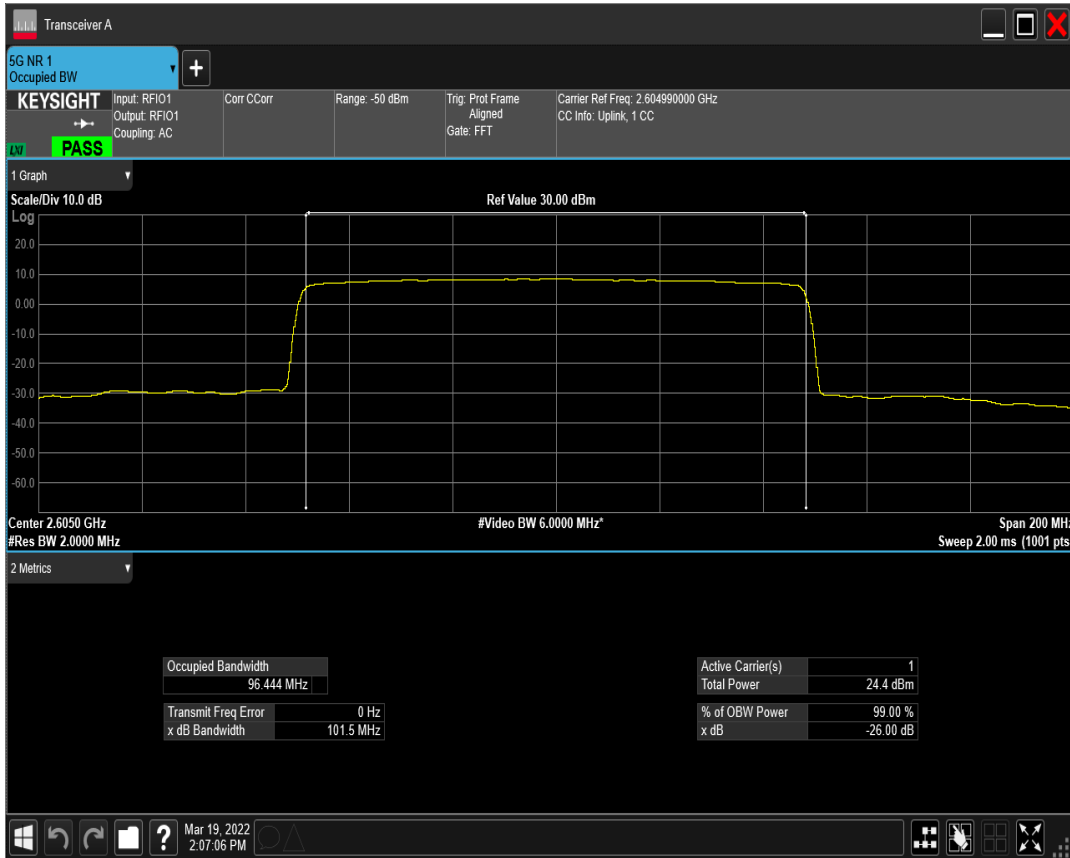 Transceiver A
5G NR 1
Occupied BW
+
KEYSIGHT
LXI
PASS
Input: RFIO1
Output: RFIO1
Coupling: AC
Corr CCorr
Range: -50 dBm
Trig: Prot Frame
Aligned
Gate: FFT
Carrier Ref Freq: 2.604990000 GHz
CC Info: Uplink, 1 CC
1 Graph
Scale/Div 10.0 dB
Ref Value 30.00 dBm
Log
20.0
10.0
0.00
-10.0
-20.0
-30.0
-40.0
-50.0
-60.0
Center 2.6050 GHz
#Video BW 6.0000 MHz*
Span 200 MHz
#Res BW 2.0000 MHz
Sweep 2.00 ms (1001 pts
2 Metrics
Occupied Bandwidth
96.444 MHz
Transmit Freq Error 0 Hz
x dB Bandwidth 101.5 MHz
Active Carrier(s) 1
Total Power 24.4 dBm
% of OBW Power 99.00 %
x dB -26.00 dB
?
Mar 19, 2022
2:07:06 PM